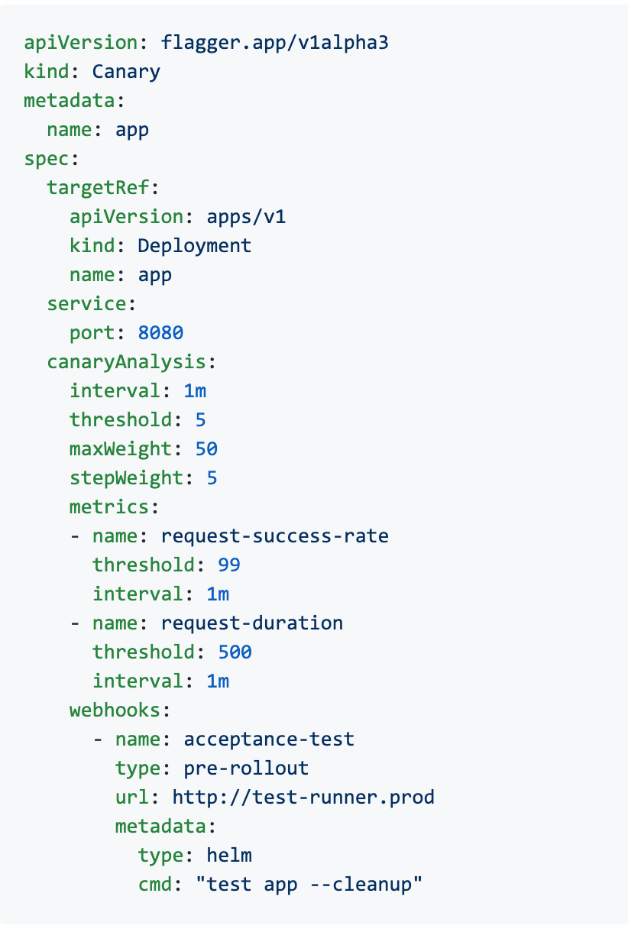 apiVersion: flagger.app/v1alpha3
kind: Canary
metadata:
  name: app
spec:
  targetRef:
    apiVersion: apps/v1
    kind: Deployment
    name: app
  service:
    port: 8080
  canaryAnalysis:
    interval: 1m
    threshold: 5
    maxWeight: 50
    stepWeight: 5
    metrics:
    - name: request-success-rate
      threshold: 99
      interval: 1m
    - name: request-duration
      threshold: 500
      interval: 1m
    webhooks:
      - name: acceptance-test
        type: pre-rollout
        url: http://test-runner.prod
        metadata:
          type: helm
          cmd: "test app --cleanup"